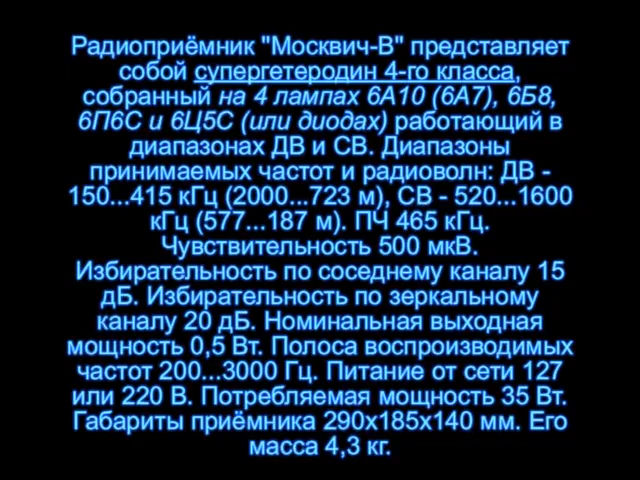 Радиоприёмник "Москвич-В" представляет
собой супергетеродин 4-го класса,
собранный на 4 лампах 6А10 (6А7), 6Б8,
6П6С и 6Ц5С (или диодах) работающий в
диапазонах ДВ и СВ. Диапазоны
принимаемых частот и радиоволн: ДВ -
150...415 кГц (2000...723 м), СВ - 520...1600
кГц (577...187 м). ПЧ 465 кГц.
Чувствительность 500 мкВ.
Избирательность по соседнему каналу 15
дБ. Избирательность по зеркальному
каналу 20 дБ. Номинальная выходная
мощность 0,5 Вт. Полоса воспроизводимых
частот 200...3000 Гц. Питание от сети 127
или 220 В. Потребляемая мощность 35 Вт.
Габариты приёмника 290х185х140 мм. Его
масса 4,3 кг.